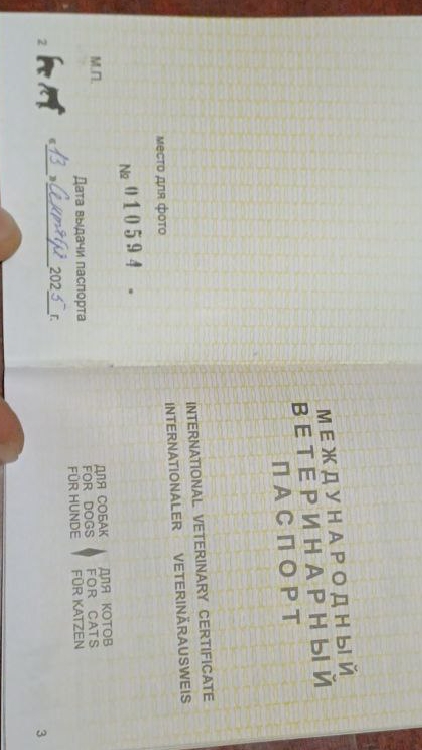 место для фото
№ 010594
М.П.
Дата выдачи паспорта
« 13 » Сентября 2025 г.
2
МЕЖДУНАРОДНЫЙ
ВЕТЕРИНАРНЫЙ
ПАСПОРТ
INTERNATIONAL VETERINARY CERTIFICATE
INTERNATIONALER VETERINÄRAUSWEIS
ДЛЯ СОБАК ДЛЯ КОТОВ
FOR DOGS FOR CATS
FÜR HUNDE FÜR KATZEN
3